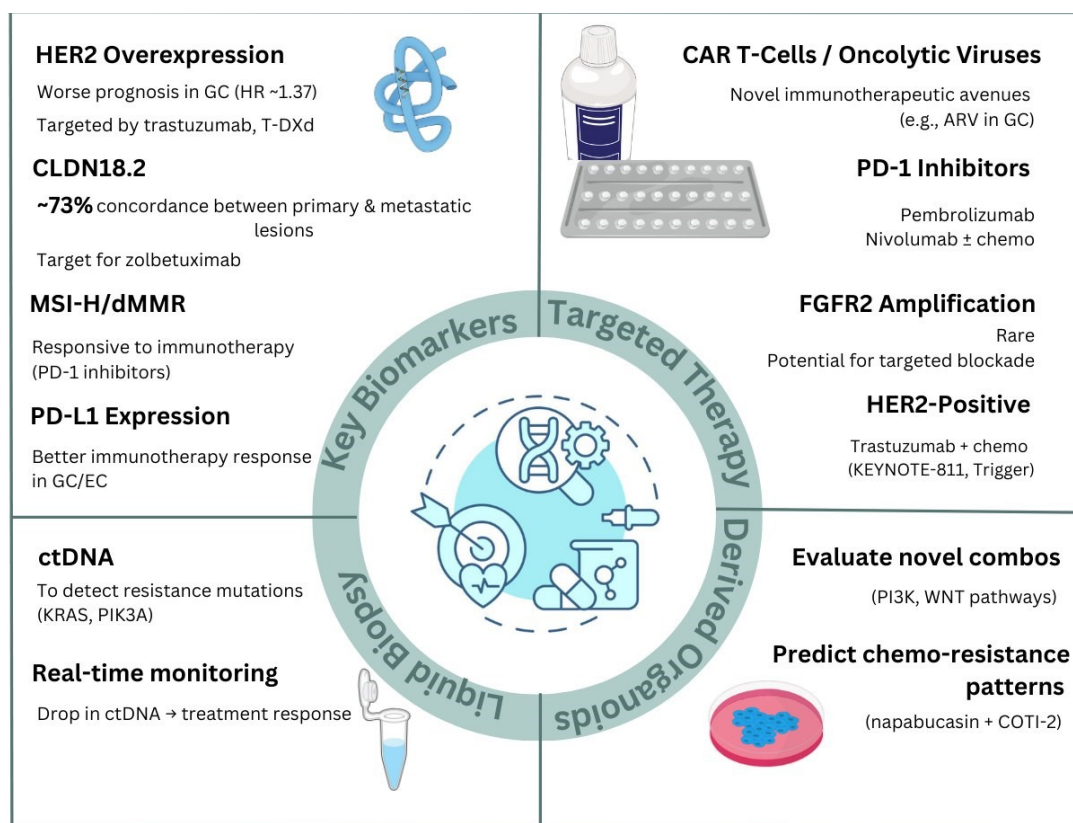 HER2 Overexpression
Worse prognosis in GC (HR ~1.37)
Targeted by trastuzumab, T-DXd
CLDN18.2
~73% concordance between primary & metastatic
lesions
Target for zolbetuximab
MSI-H/dMMR
Responsive to immunotherapy
(PD-1 inhibitors)
PD-L1 Expression
Better immunotherapy response
in GC/EC
CAR T-Cells / Oncolytic Viruses
Novel immunotherapeutic avenues
(e.g., ARV in GC)
PD-1 Inhibitors
Pembrolizumab
Nivolumab ± chemo
FGFR2 Amplification
Rare
Potential for targeted blockade
HER2-Positive
Trastuzumab + chemo
(KEYNOTE-811, Trigger)
Key Biomarkers
Targeted Therapy
Liquid Biopsy
Derived Organoids
ctDNA
To detect resistance mutations
(KRAS, PIK3A)
Real-time monitoring
Drop in ctDNA → treatment response
Evaluate novel combos
(PI3K, WNT pathways)
Predict chemo-resistance
patterns
(napabucasin + COTI-2)